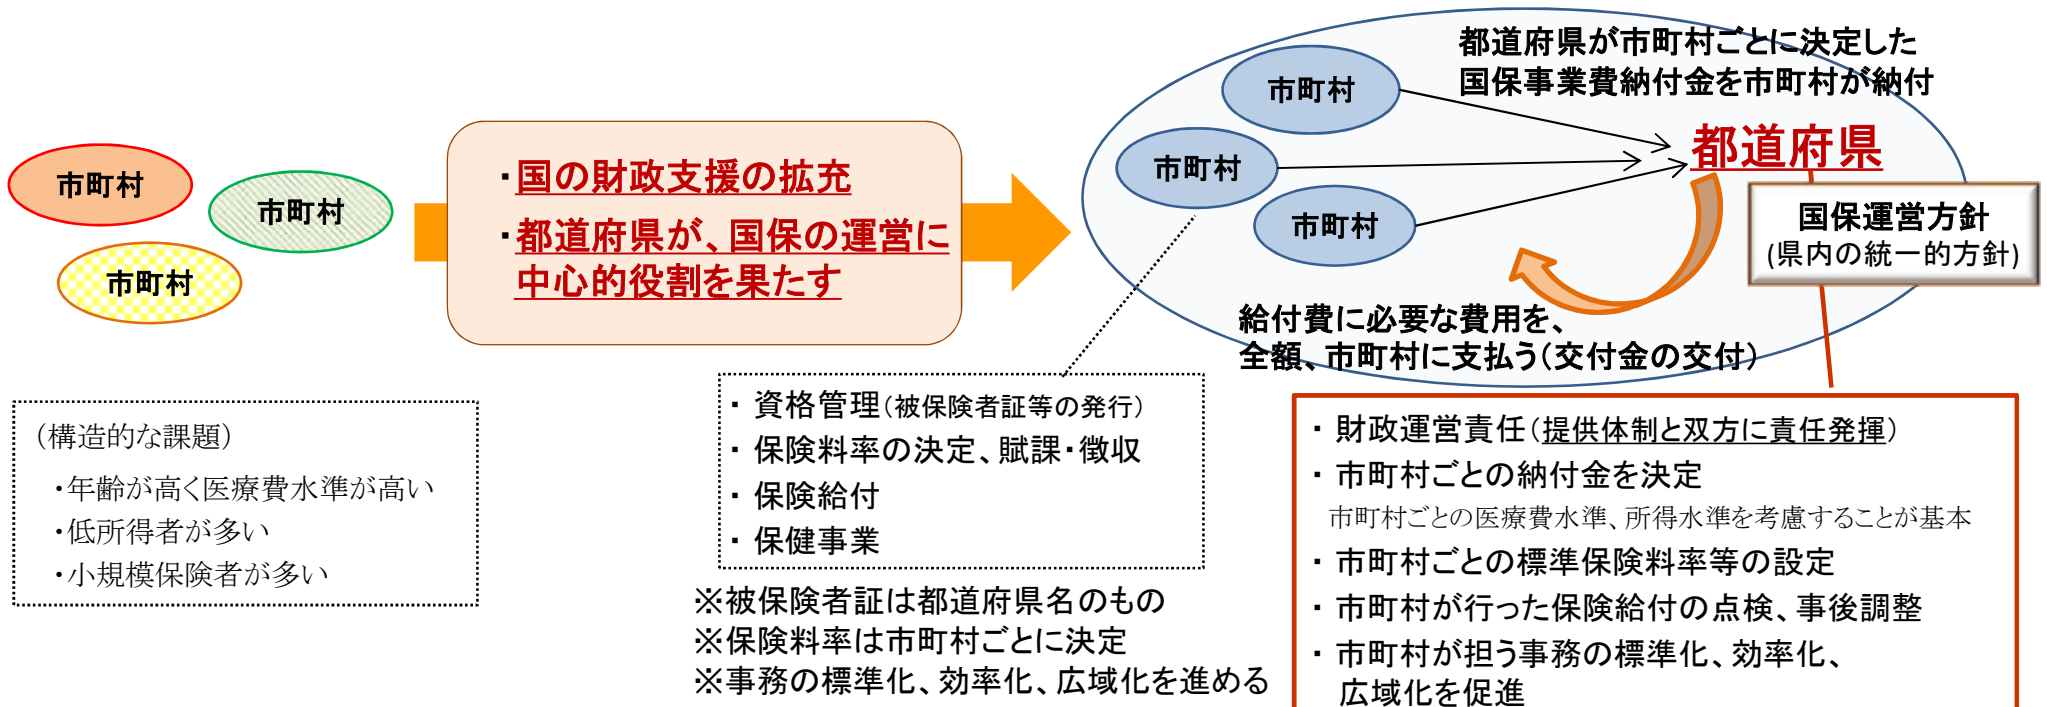 市町村
市町村
市町村
・国の財政支援の拡充
・都道府県が、国保の運営に
中心的役割を果たす
都道府県が市町村ごとに決定した
国保事業費納付金を市町村が納付
市町村
市町村
市町村
都道府県
国保運営方針
(県内の統一的方針)
給付費に必要な費用を、
全額、市町村に支払う(交付金の交付)
(構造的な課題)
・年齢が高く医療費水準が高い
・低所得者が多い
・小規模保険者が多い
・ 資格管理(被保険者証等の発行)
・ 保険料率の決定、賦課・徴収
・ 保険給付
・ 保健事業
※被保険者証は都道府県名のもの
※保険料率は市町村ごとに決定
※事務の標準化、効率化、広域化を進める
・ 財政運営責任(提供体制と双方に責任発揮)
・ 市町村ごとの納付金を決定
市町村ごとの医療費水準、所得水準を考慮することが基本
・ 市町村ごとの標準保険料率等の設定
・ 市町村が行った保険給付の点検、事後調整
・ 市町村が担う事務の標準化、効率化、
広域化を促進